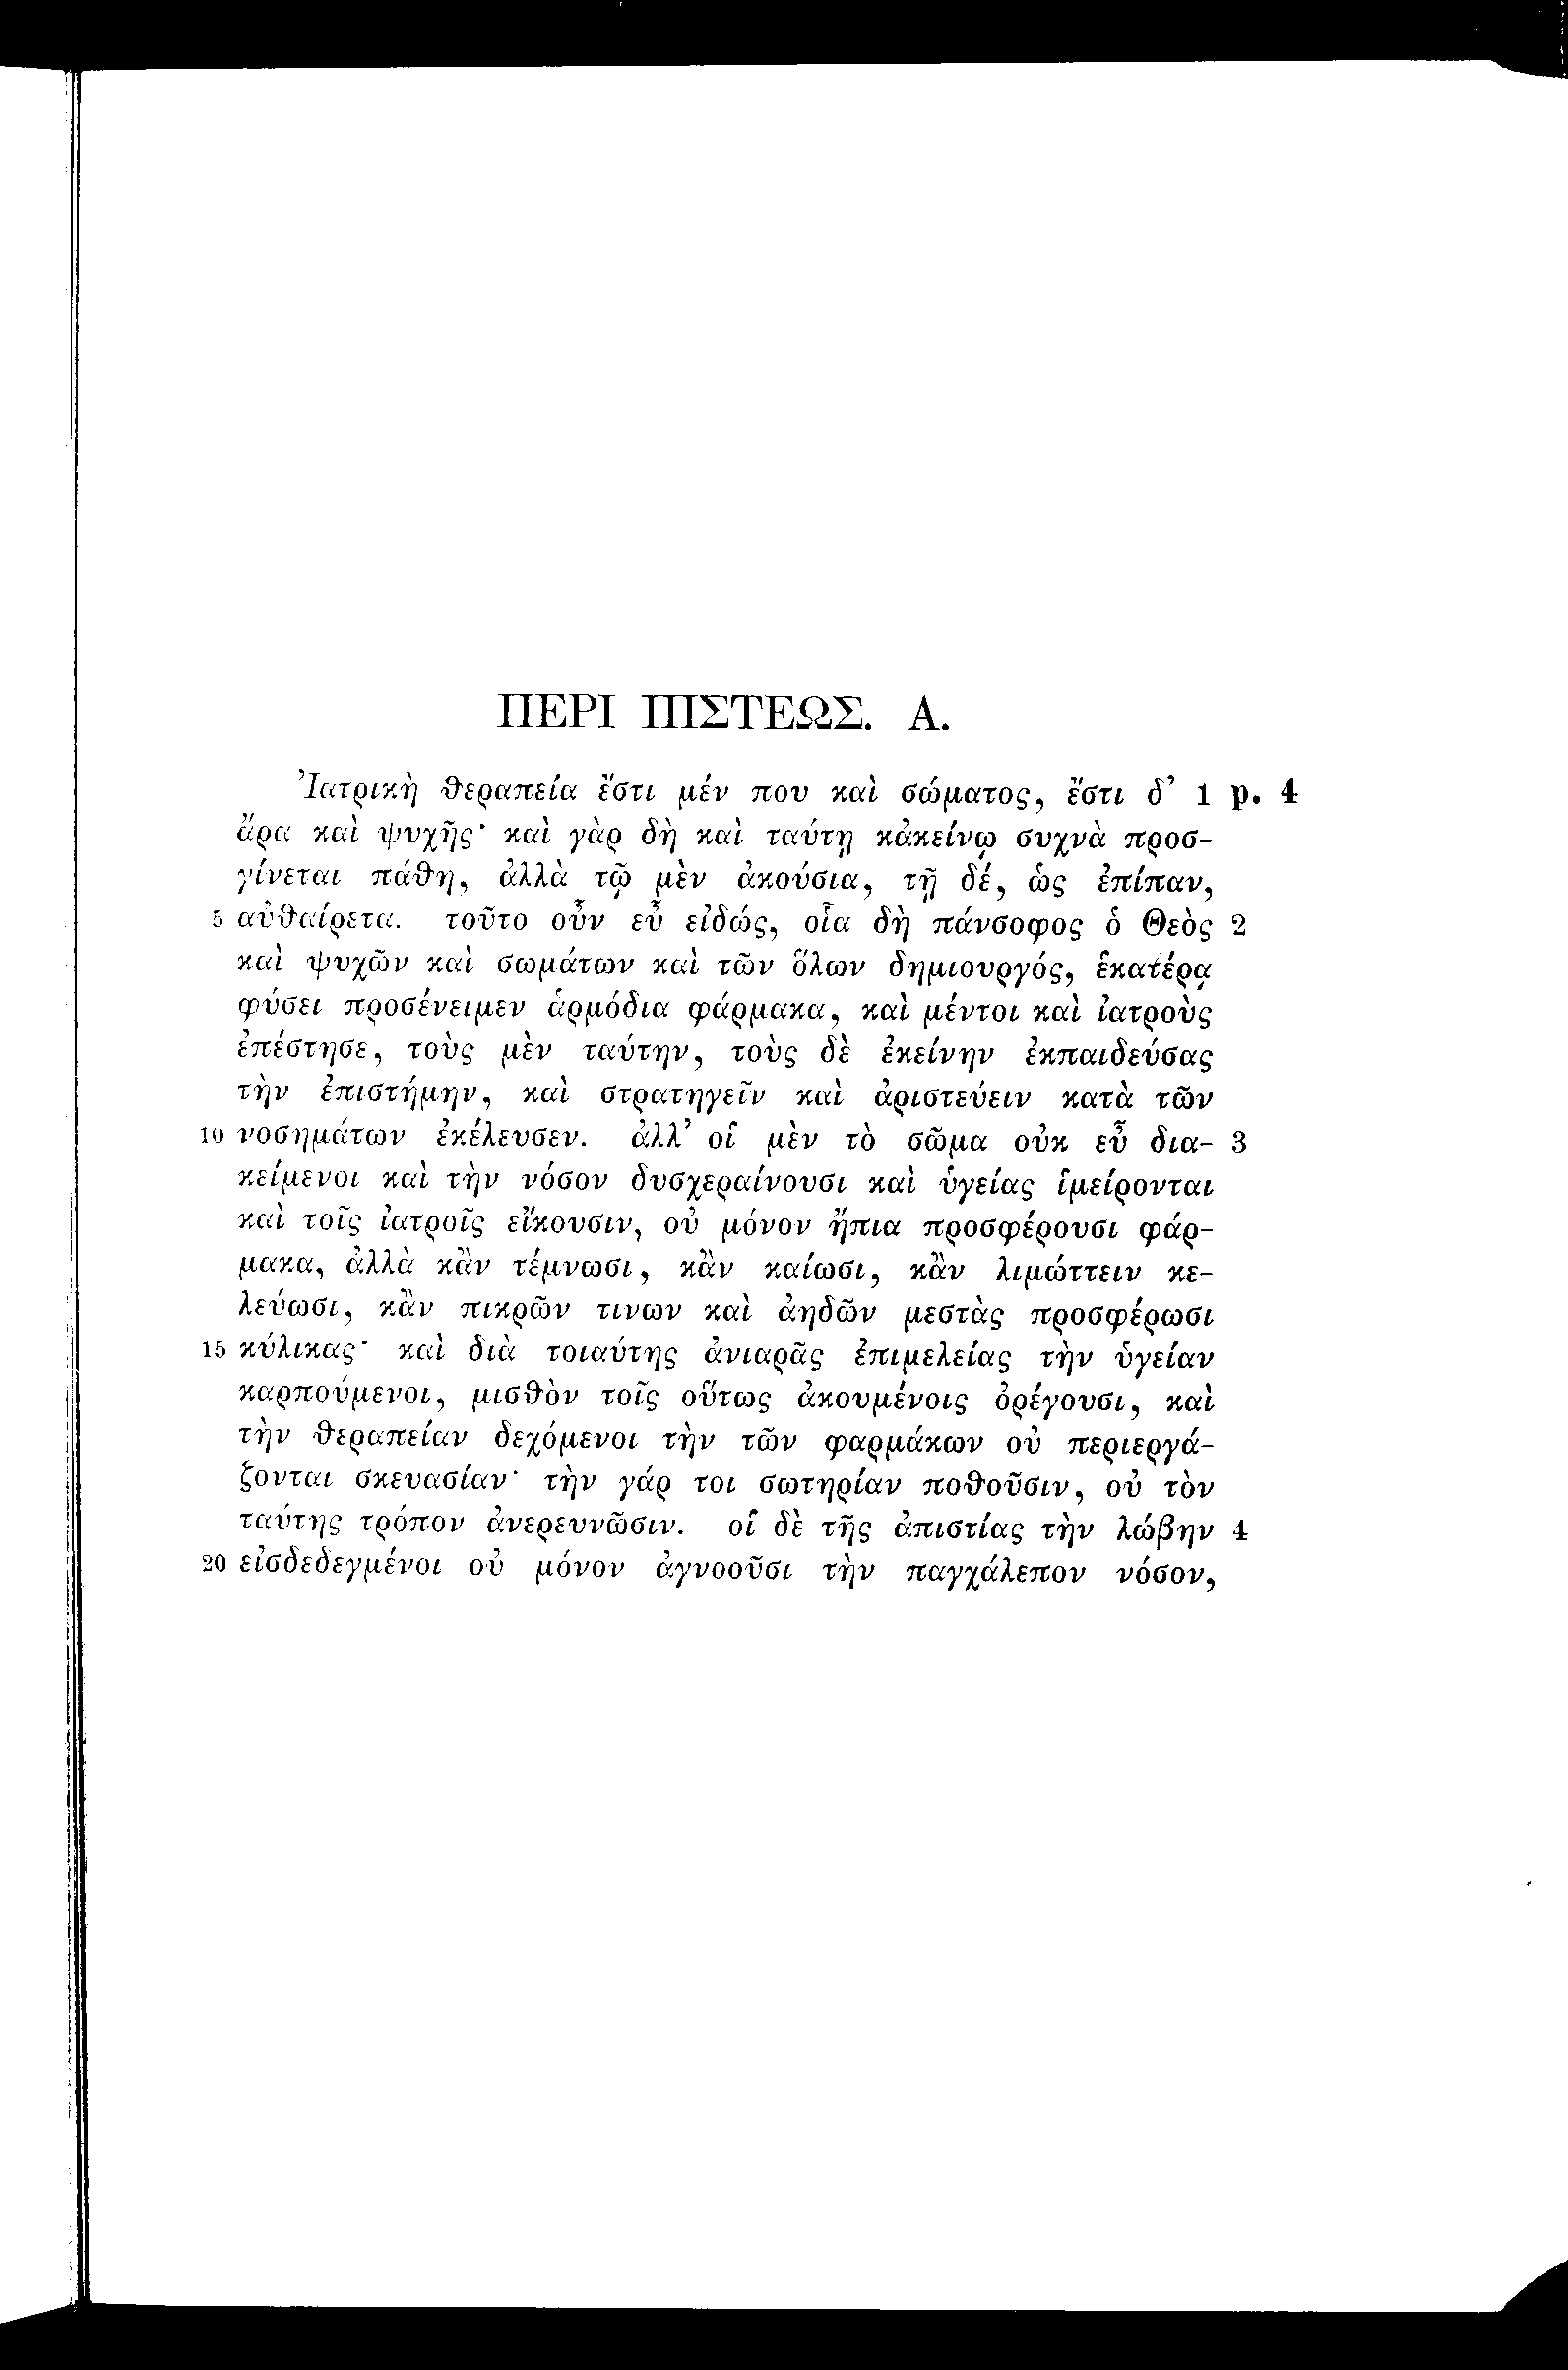 ΠΕΡΙ ΠΙΣΤΕΩΣ. Α.
Ἰατρικὴ θεραπεία ἔστι μέν που καὶ σώματος, ἔστι δ’ 1 p. 4
ἄρα καὶ ψυχῆς· καὶ γὰρ δὴ καὶ ταύτῃ κἀκείνῳ συχνὰ προσ-
γίνεται πάθη, ἀλλὰ τῷ μὲν ἀκούσια, τῇ δέ, ὡς ἐπίπαν,
5 αὐθαίρετα. τοῦτο οὖν εὖ εἰδώς, οἷα δὴ πάνσοφος ὁ Θεὸς 2
καὶ ψυχῶν καὶ σωμάτων καὶ τῶν ὅλων δημιουργός, ἑκατέρᾳ
φύσει προσένειμεν ἁρμόδια φάρμακα, καὶ μέντοι καὶ ἰατροὺς
ἐπέστησε, τοὺς μὲν ταύτην, τοὺς δὲ ἐκείνην ἐκπαιδεύσας
τὴν ἐπιστήμην, καὶ στρατηγεῖν καὶ ἀριστεύειν κατὰ τῶν
10 νοσημάτων ἐκέλευσεν. ἀλλ’ οἱ μὲν τὸ σῶμα οὐκ εὖ δια- 3
κείμενοι καὶ τὴν νόσον δυσχεραίνουσι καὶ ὑγείας ἱμείρονται
καὶ τοῖς ἰατροῖς εἴκουσιν, οὐ μόνον ἤπια προσφέρουσι φάρ-
μακα, ἀλλὰ κἂν τέμνωσι, κἂν καίωσι, κἂν λιμώττειν κε-
λεύωσι, κἂν πικρῶν τινων καὶ ἀηδῶν μεστὰς προσφέρωσι
15 κύλικας· καὶ διὰ τοιαύτης ἀνιαρᾶς ἐπιμελείας τὴν ὑγείαν
καρπούμενοι, μισθὸν τοῖς οὕτως ἀκουμένοις ὀρέγουσι, καὶ
τὴν θεραπείαν δεχόμενοι τὴν τῶν φαρμάκων οὐ περιεργά-
ζονται σκευασίαν· τὴν γάρ τοι σωτηρίαν ποθοῦσιν, οὐ τὸν
ταύτης τρόπον ἀνερευνῶσιν. οἱ δὲ τῆς ἀπιστίας τὴν λώβην 4
20 εἰσδεδεγμένοι οὐ μόνον ἀγνοοῦσι τὴν παγχάλεπον νόσον,